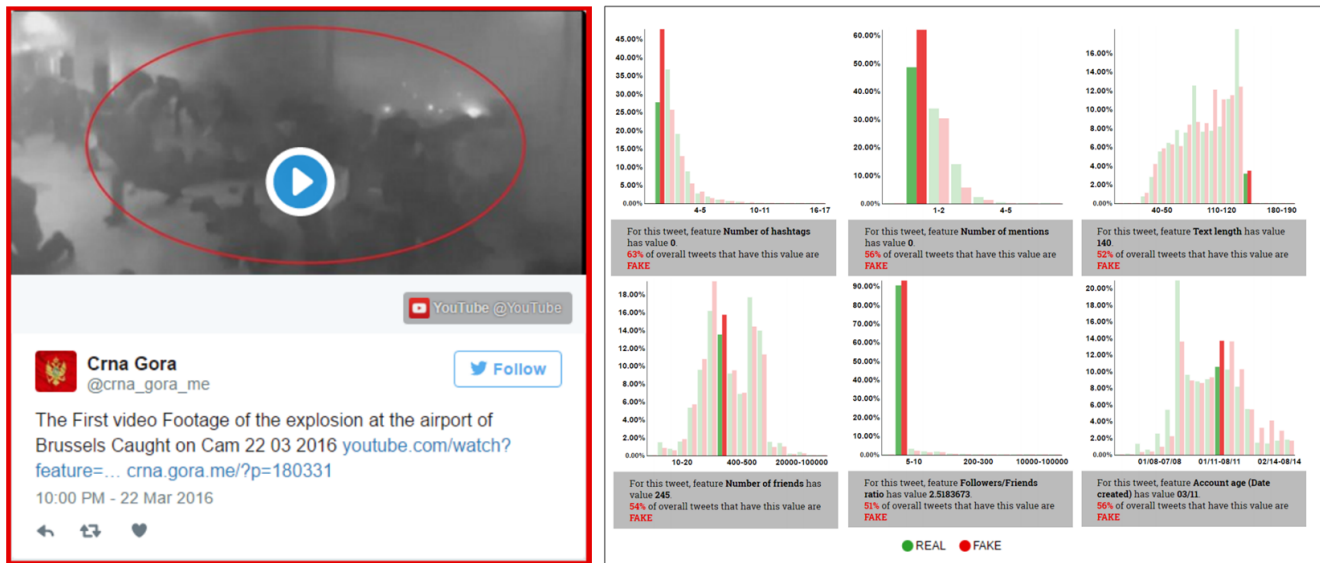 YouTube @YouTube
Crna Gora
@crna_gora_me
Follow
The First video Footage of the explosion at the airport of
Brussels Caught on Cam 22 03 2016 youtube.com/watch?
feature=... crna.gora.me/?p=180331
10:00 PM - 22 Mar 2016
45.00%
40.00%
35.00%
30.00%
25.00%
20.00%
15.00%
10.00%
5.00%
0.00%
4-5 10-11 16-17
For this tweet, feature Number of hashtags
has value 0.
63% of overall tweets that have this value are
FAKE
60.00%
50.00%
40.00%
30.00%
20.00%
10.00%
0.00%
1-2 4-5
For this tweet, feature Number of mentions
has value 0.
56% of overall tweets that have this value are
FAKE
16.00%
14.00%
12.00%
10.00%
8.00%
6.00%
4.00%
2.00%
0.00%
40-50 110-120 180-190
For this tweet, feature Text length has value
140.
52% of overall tweets that have this value are
FAKE
18.00%
16.00%
14.00%
12.00%
10.00%
8.00%
6.00%
4.00%
2.00%
0.00%
10-20 400-500 20000-100000
For this tweet, feature Number of friends has
value 245.
54% of overall tweets that have this value are
FAKE
90.00%
80.00%
70.00%
60.00%
50.00%
40.00%
30.00%
20.00%
10.00%
0.00%
5-10 200-300 10000-100000
For this tweet, feature Followers/Friends
ratio has value 2.5183673.
51% of overall tweets that have this value are
FAKE
20.00%
18.00%
16.00%
14.00%
12.00%
10.00%
8.00%
6.00%
4.00%
2.00%
0.00%
01/08-07/08 01/11-08/11 02/14-08/14
For this tweet, feature Account age (Date
created) has value 03/11.
56% of overall tweets that have this value are
FAKE
REAL FAKE